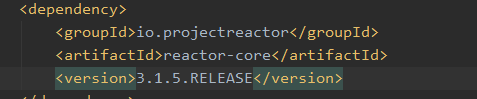 <dependency>
<groupId>io.projectreactor</groupId>
<artifactId>reactor-core</artifactId>
<version>3.1.5.RELEASE</version>